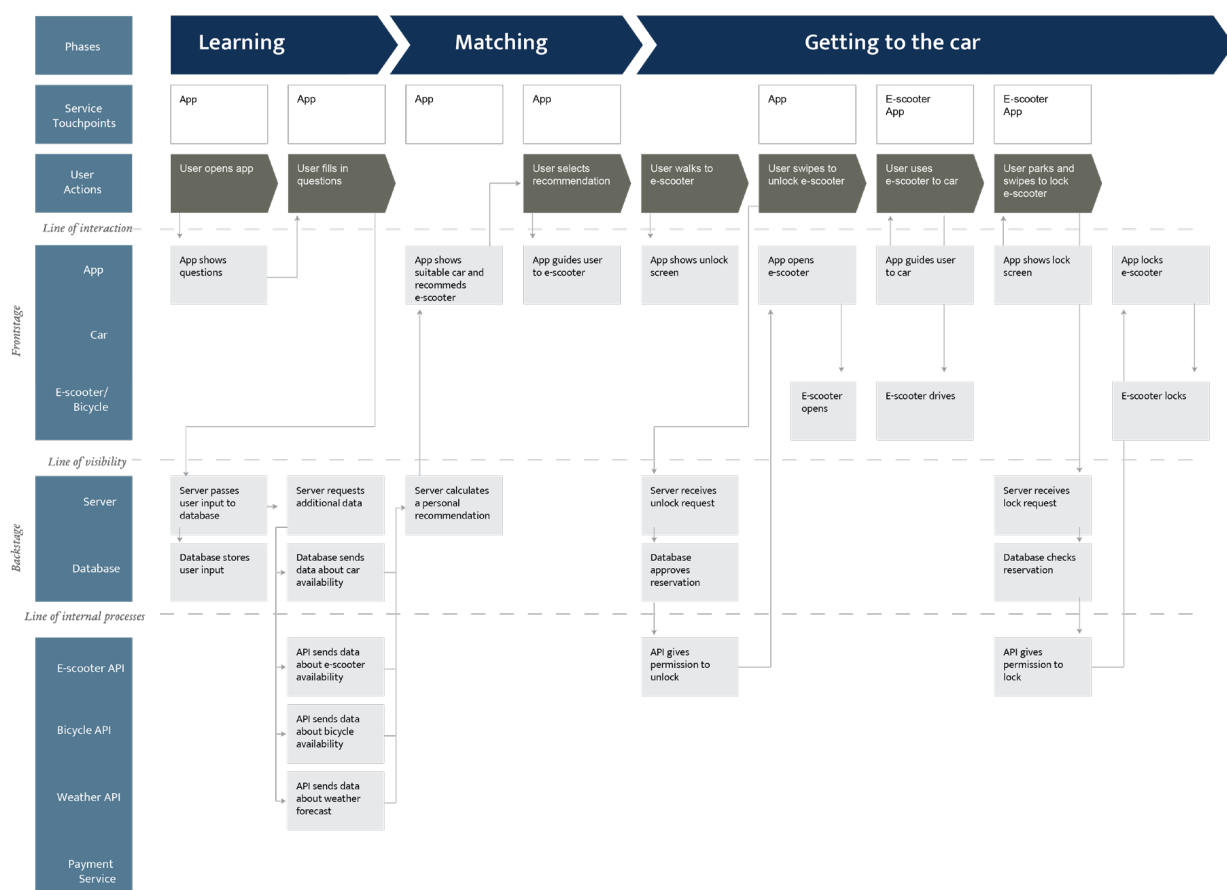 Phases
Learning
Matching
Getting to the car
Service
Touchpoints
App
App
App
App
App
E-scooter
App
E-scooter
App
User
Actions
User opens app
User fills in
questions
User selects
recommendation
User walks to
e-scooter
User swipes to
unlock e-scooter
User uses
e-scooter to car
User parks and
swipes to lock
e-scooter
Line of interaction
Frontstage
App
App shows
questions
App shows
suitable car and
recommeds
e-scooter
App guides user
to e-scooter
App shows unlock
screen
App opens
e-scooter
App guides user
to car
App shows lock
screen
App locks
e-scooter
Car
E-scooter/
Bicycle
E-scooter
opens
E-scooter drives
E-scooter locks
Line of visibility
Backstage
Server
Server passes
user input to
database
Server requests
additional data
Server calculates
a personal
recommendation
Server receives
unlock request
Server receives
lock request
Database
Database stores
user input
Database sends
data about car
availability
Database
approves
reservation
Database checks
reservation
Line of internal processes
E-scooter API
API sends data
about e-scooter
availability
API gives
permission to
unlock
API gives
permission to
lock
Bicycle API
API sends data
about bicycle
availability
Weather API
API sends data
about weather
forecast
Payment
Service